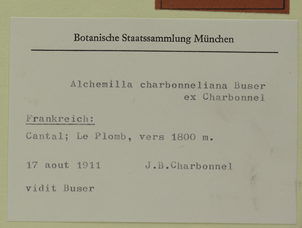 Botanische Staatssammlung München
Alchemilla charbonneliana Buser
ex Charbonnel
Frankreich:
Cantal; Le Plomb, vers 1800 m.
17 aout 1911 J.B.Charbonnel
vidit Buser